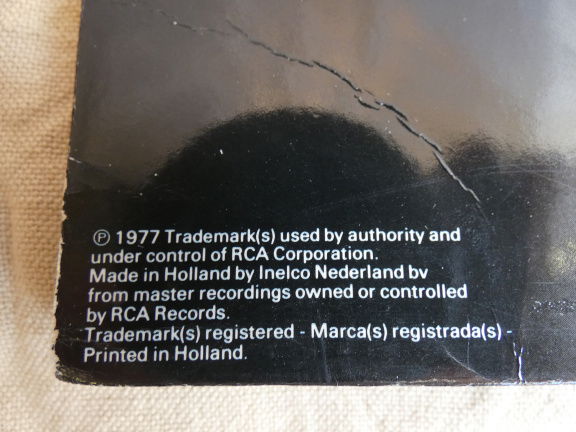 ℗ 1977 Trademark(s) used by authority and
under control of RCA Corporation.
Made in Holland by Inelco Nederland bv
from master recordings owned or controlled
by RCA Records.
Trademark(s) registered - Marca(s) registrada(s) -
Printed in Holland.